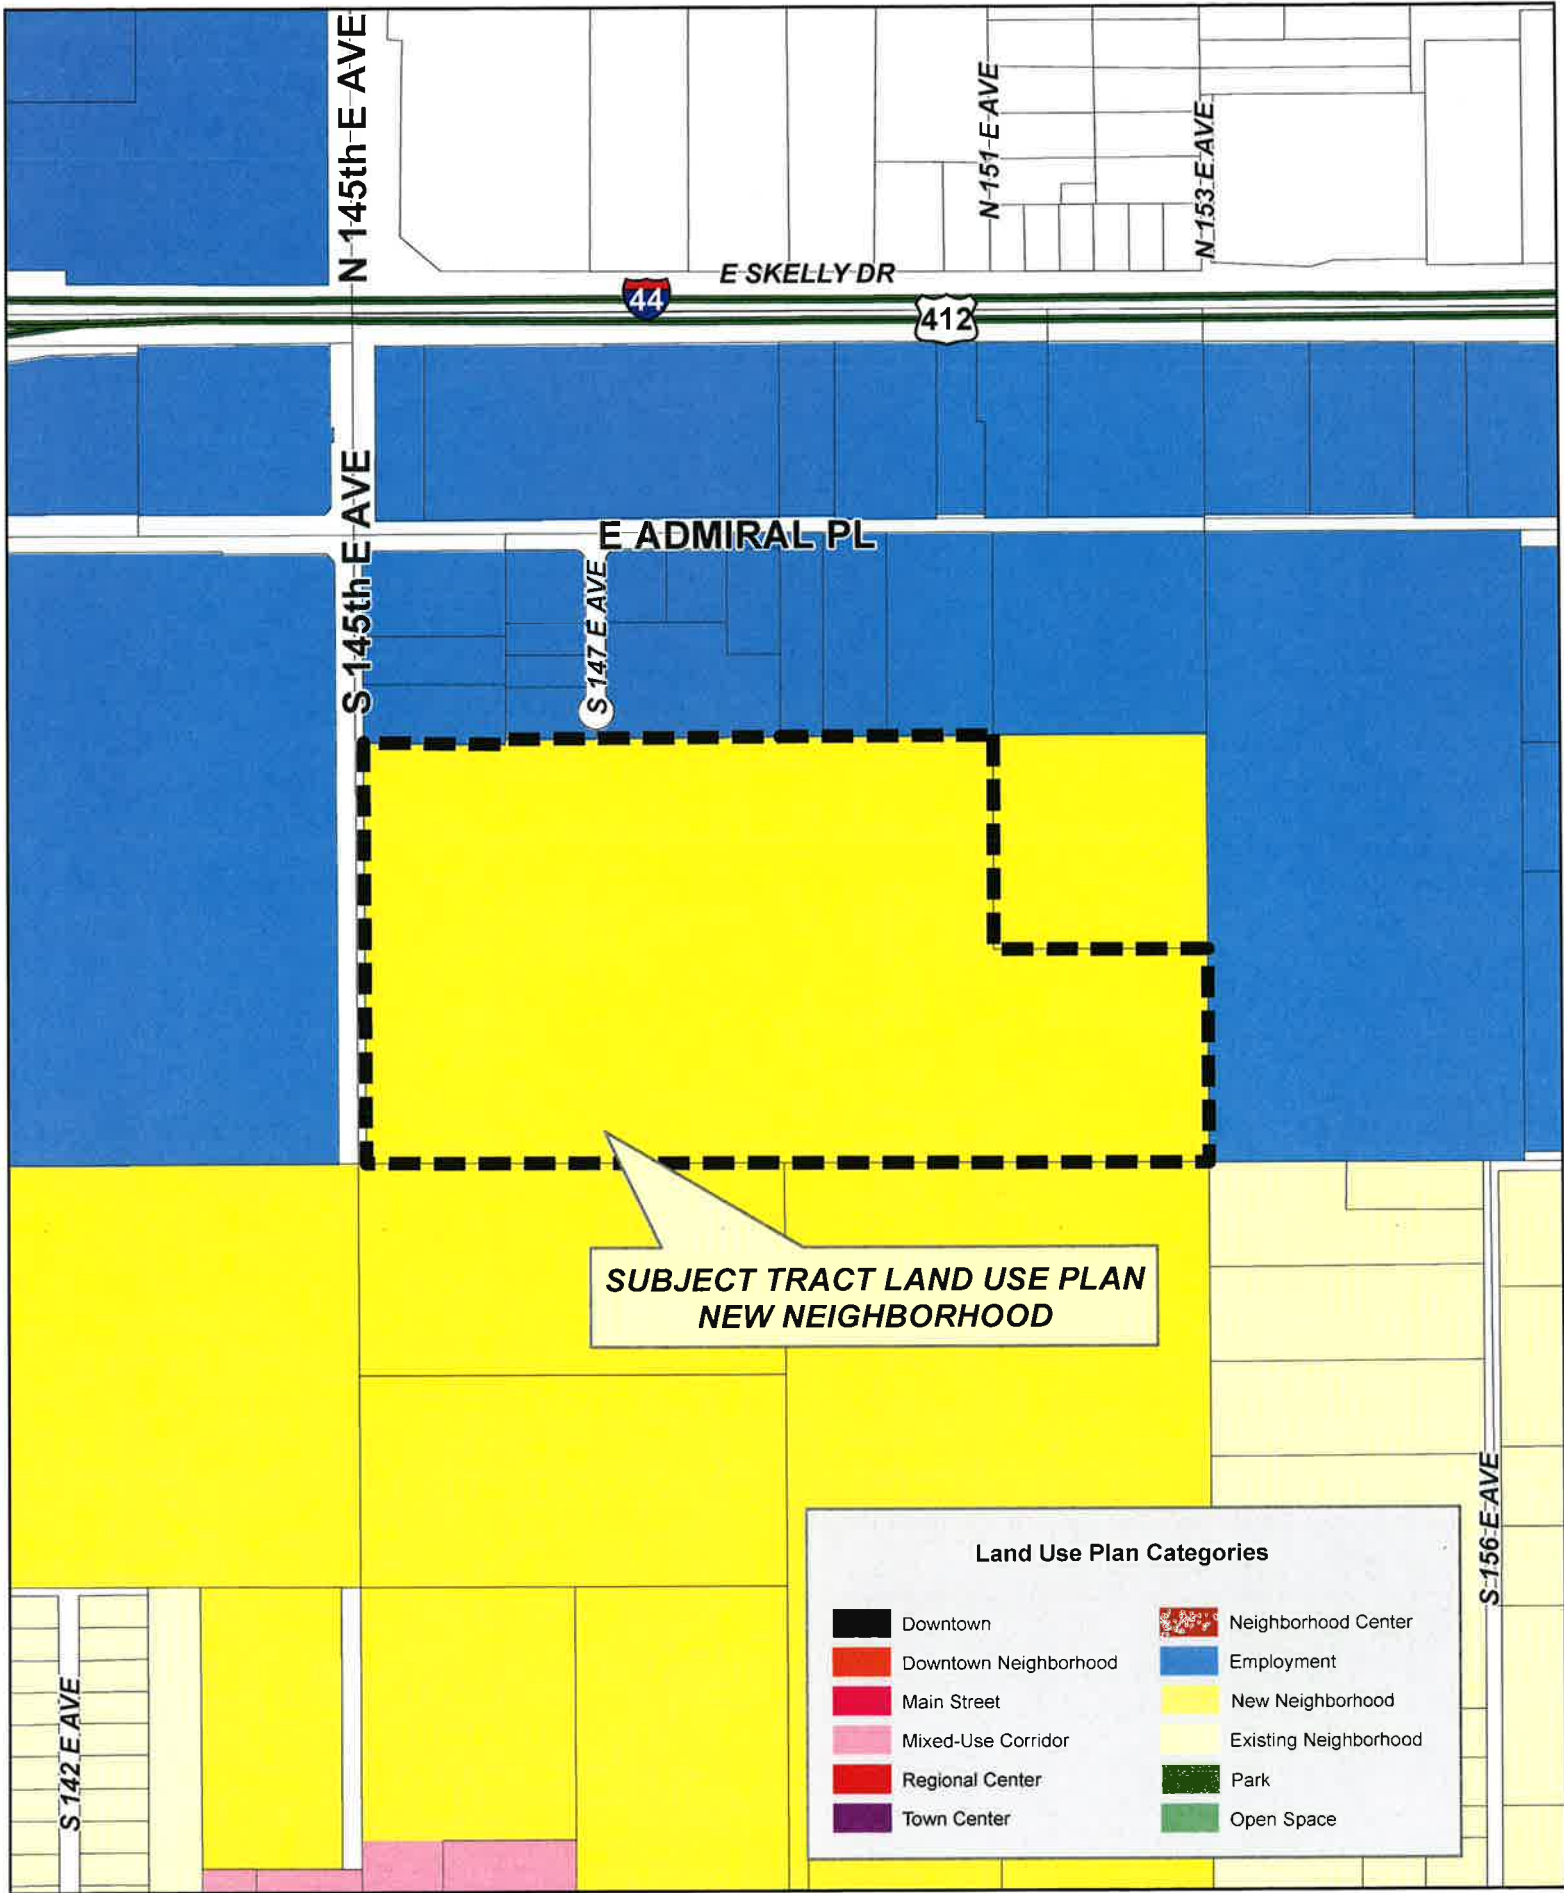 N 145th E AVE
N 151 E AVE
N 153 E AVE
E SKELLY DR
44
412
S 145th E AVE
E ADMIRAL PL
S 147 E AVE
SUBJECT TRACT LAND USE PLAN
NEW NEIGHBORHOOD
S 156 E AVE
S 142 E AVE
Land Use Plan Categories
Downtown
Downtown Neighborhood
Main Street
Mixed-Use Corridor
Regional Center
Town Center
Neighborhood Center
Employment
New Neighborhood
Existing Neighborhood
Park
Open Space